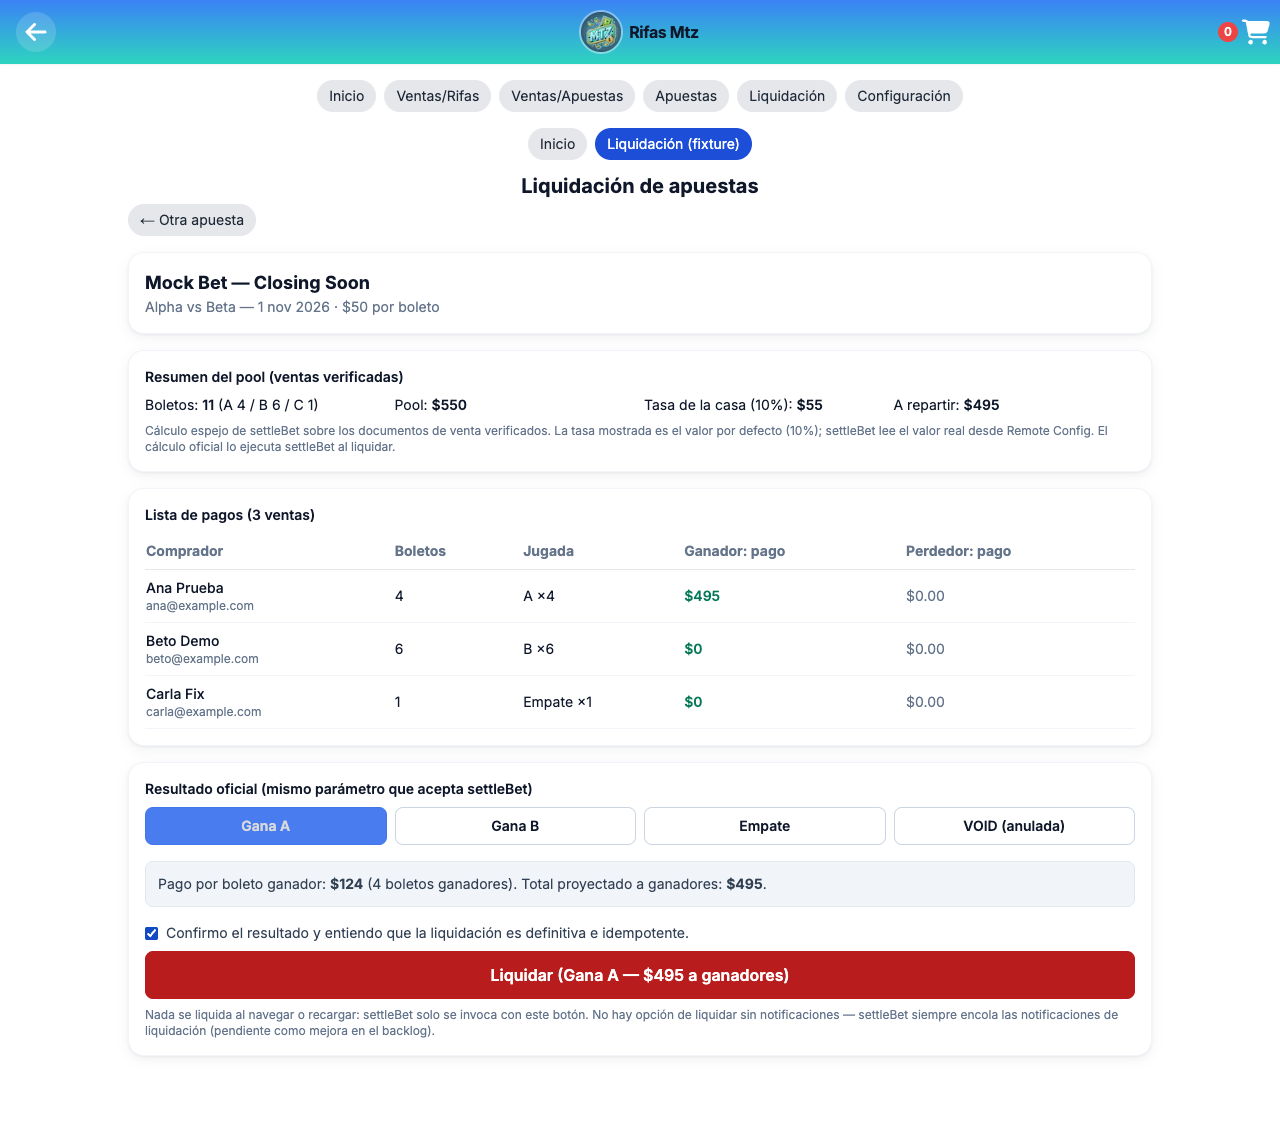 MTZ
Rifas Mtz
0
Inicio Ventas/Rifas Ventas/Apuestas Apuestas Liquidación Configuración
Inicio Liquidación (fixture)
Liquidación de apuestas
← Otra apuesta
Mock Bet — Closing Soon
Alpha vs Beta — 1 nov 2026 · $50 por boleto
Resumen del pool (ventas verificadas)
Boletos: 11 (A 4 / B 6 / C 1) Pool: $550 Tasa de la casa (10%): $55 A repartir: $495
Cálculo espejo de settleBet sobre los documentos de venta verificados. La tasa mostrada es el valor por defecto (10%); settleBet lee el valor real desde Remote Config. El
cálculo oficial lo ejecuta settleBet al liquidar.
Lista de pagos (3 ventas)
Comprador Boletos Jugada Ganador: pago Perdedor: pago
Ana Prueba
ana@example.com
4 A ×4 $495 $0.00
Beto Demo
beto@example.com
6 B ×6 $0 $0.00
Carla Fix
carla@example.com
1 Empate ×1 $0 $0.00
Resultado oficial (mismo parámetro que acepta settleBet)
Gana A Gana B Empate VOID (anulada)
Pago por boleto ganador: $124 (4 boletos ganadores). Total proyectado a ganadores: $495.
Confirmo el resultado y entiendo que la liquidación es definitiva e idempotente.
Liquidar (Gana A — $495 a ganadores)
Nada se liquida al navegar o recargar: settleBet solo se invoca con este botón. No hay opción de liquidar sin notificaciones — settleBet siempre encola las notificaciones de
liquidación (pendiente como mejora en el backlog).